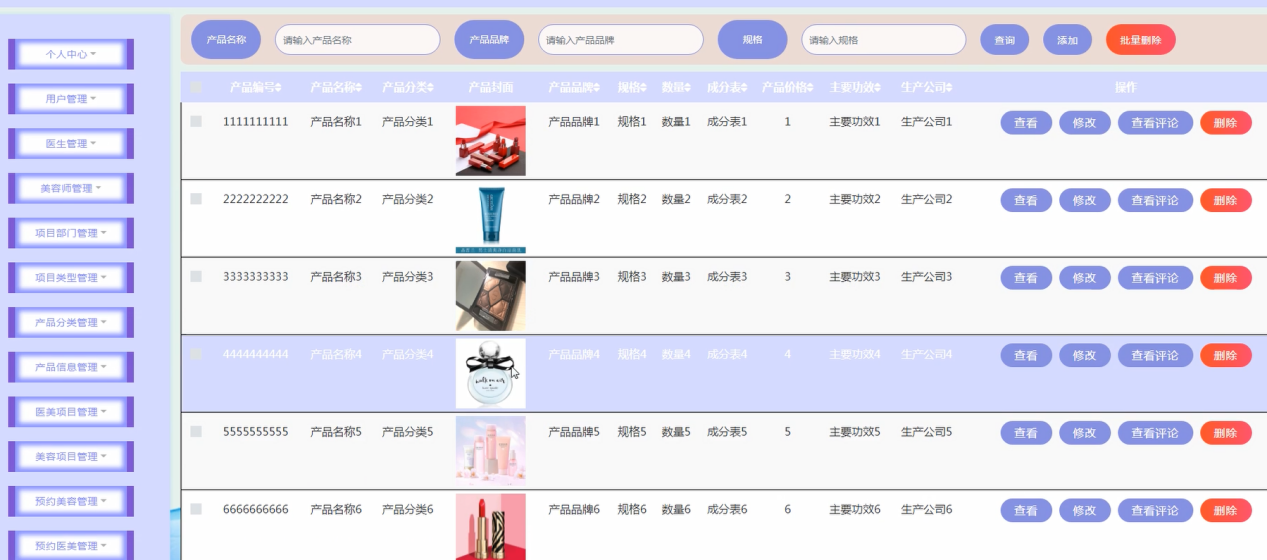 产品名称 请输入产品名称 产品品牌 请输入产品品牌 规格 请输入规格 查询 添加 批量删除
个人中心
用户管理
医生管理
美容师管理
项目部门管理
项目类型管理
产品分类管理
产品信息管理
医美项目管理
美容项目管理
预约美容管理
预约医美管理
产品编号 产品名称 产品分类 产品封面 产品品牌 规格 数量 成分表 产品价格 主要功效 生产公司 操作
1111111111 产品名称1 产品分类1 产品品牌1 规格1 数量1 成分表1 1 主要功效1 生产公司1 查看 修改 查看评论 删除
2222222222 产品名称2 产品分类2 产品品牌2 规格2 数量2 成分表2 2 主要功效2 生产公司2 查看 修改 查看评论 删除
3333333333 产品名称3 产品分类3 产品品牌3 规格3 数量3 成分表3 3 主要功效3 生产公司3 查看 修改 查看评论 删除
4444444444 产品名称4 产品分类4 产品品牌4 规格4 数量4 成分表4 4 主要功效4 生产公司4 查看 修改 查看评论 删除
5555555555 产品名称5 产品分类5 产品品牌5 规格5 数量5 成分表5 5 主要功效5 生产公司5 查看 修改 查看评论 删除
6666666666 产品名称6 产品分类6 产品品牌6 规格6 数量6 成分表6 6 主要功效6 生产公司6 查看 修改 查看评论 删除